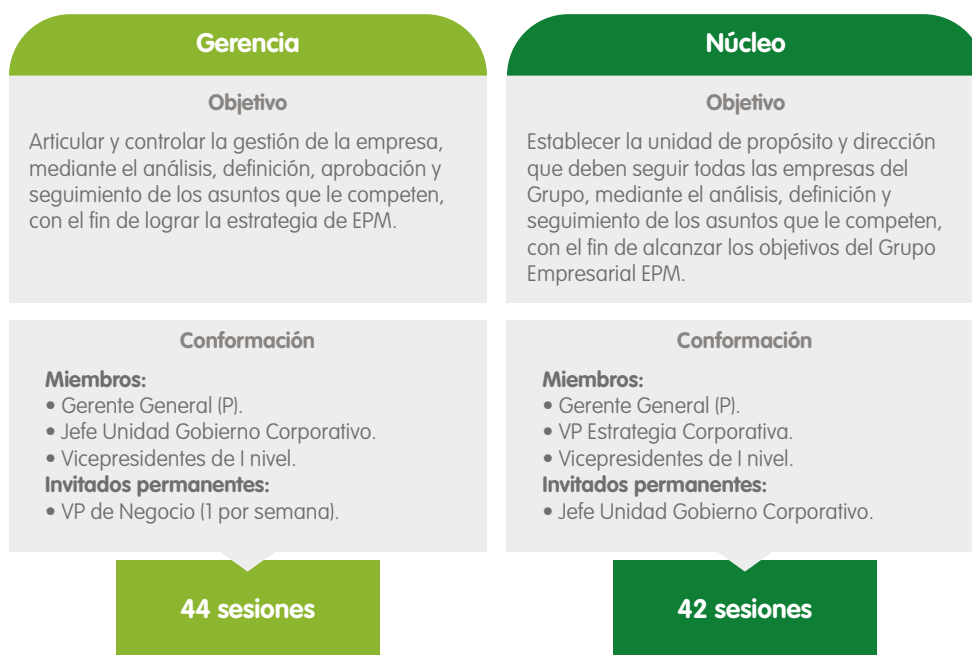 Gerencia
Objetivo
Articular y controlar la gestión de la empresa,
mediante el análisis, definición, aprobación y
seguimiento de los asuntos que le competen,
con el fin de lograr la estrategia de EPM.
Conformación
Miembros:
• Gerente General (P).
• Jefe Unidad Gobierno Corporativo.
• Vicepresidentes de I nivel.
Invitados permanentes:
• VP de Negocio (1 por semana).
44 sesiones
Núcleo
Objetivo
Establecer la unidad de propósito y dirección
que deben seguir todas las empresas del
Grupo, mediante el análisis, definición y
seguimiento de los asuntos que le competen,
con el fin de alcanzar los objetivos del Grupo
Empresarial EPM.
Conformación
Miembros:
• Gerente General (P).
• VP Estrategia Corporativa.
• Vicepresidentes de I nivel.
Invitados permanentes:
• Jefe Unidad Gobierno Corporativo.
42 sesiones